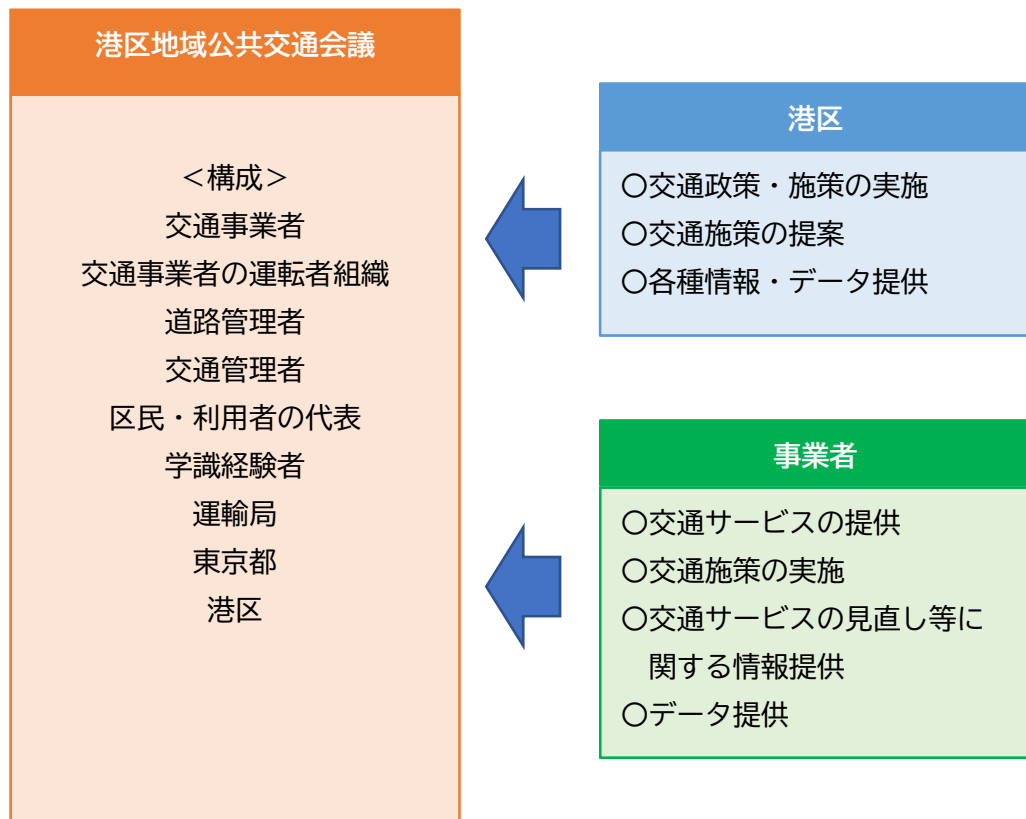 港区地域公共交通会議
＜構成＞
交通事業者
交通事業者の運転者組織
道路管理者
交通管理者
区民・利用者の代表
学識経験者
運輸局
東京都
港区
港区
〇交通政策・施策の実施
〇交通施策の提案
〇各種情報・データ提供
事業者
〇交通サービスの提供
〇交通施策の実施
〇交通サービスの見直し等に
関する情報提供
〇データ提供